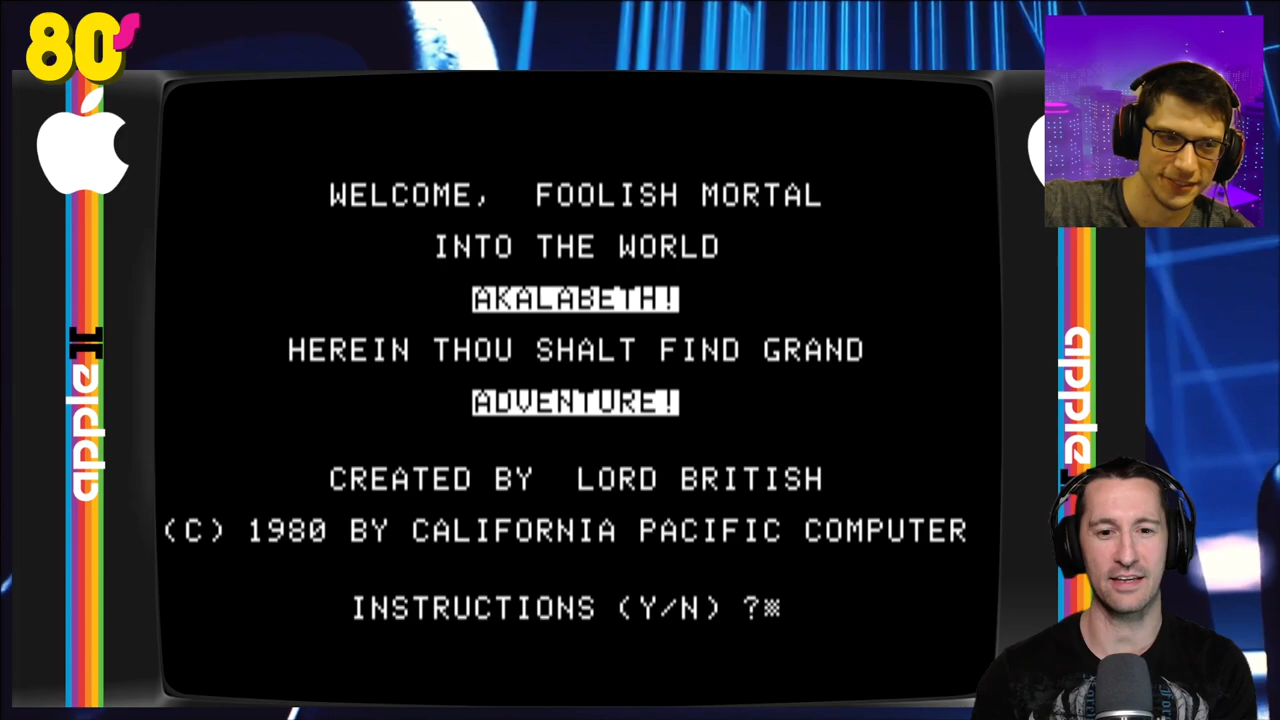 80's
WELCOME, FOOLISH MORTAL
INTO THE WORLD
AKALABETH!
HEREIN THOU SHALT FIND GRAND
ADVENTURE!
CREATED BY LORD BRITISH
(C) 1980 BY CALIFORNIA PACIFIC COMPUTER
INSTRUCTIONS (Y/N) ?
apple II
apple